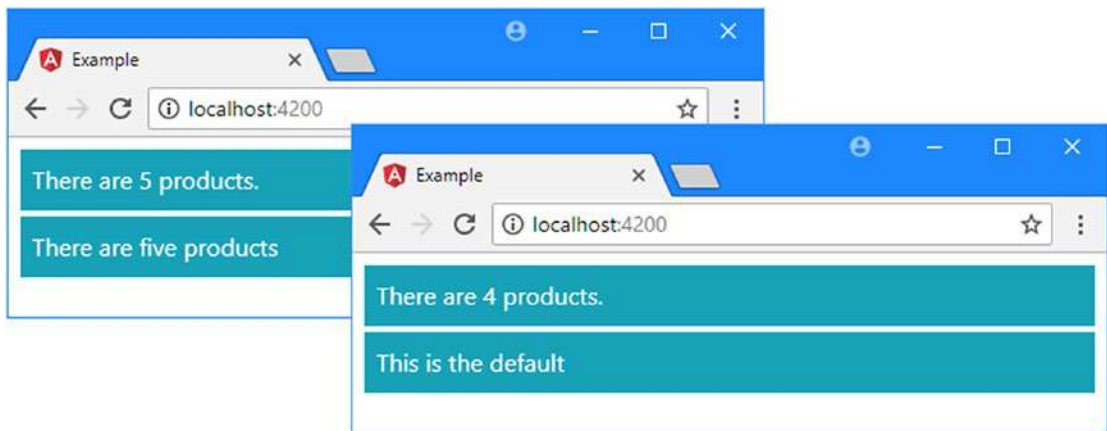 Example
localhost:4200
There are 5 products.
There are five products
Example
localhost:4200
There are 4 products.
This is the default